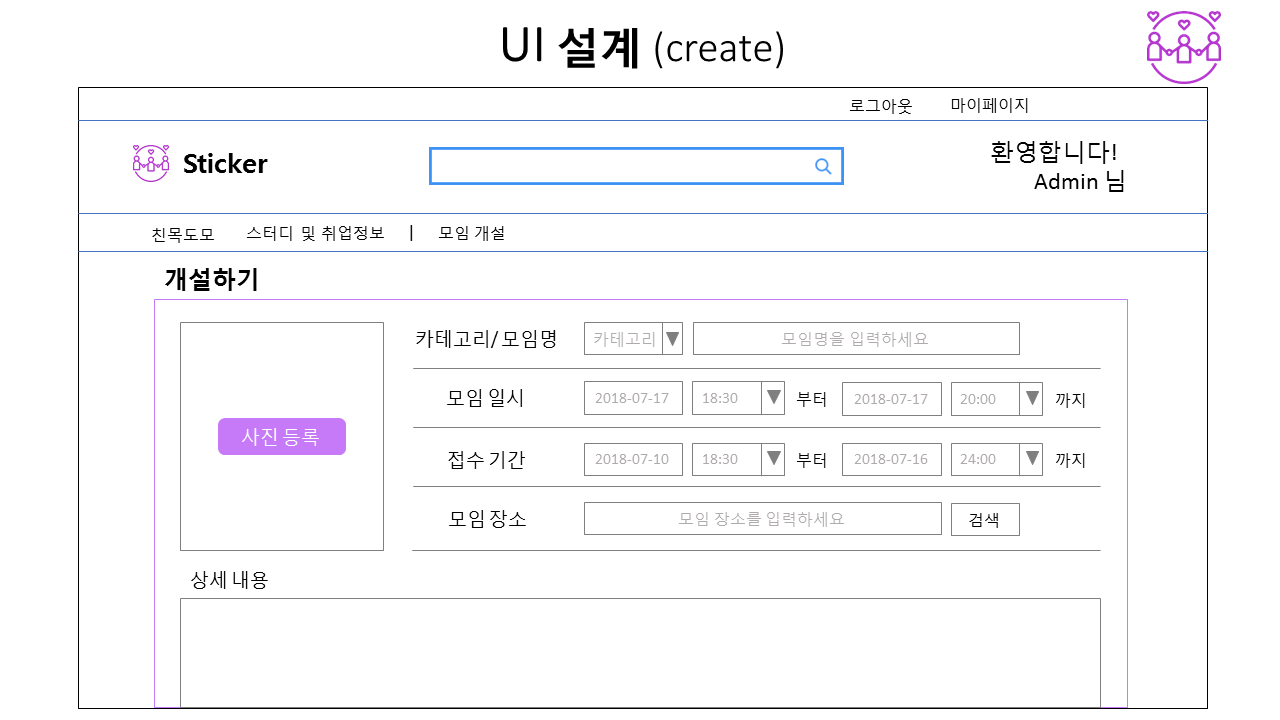 UI 설계 (create)
로그아웃 마이페이지
Sticker
환영합니다!
Admin 님
친목도모 스터디 및 취업정보 | 모임 개설
개설하기
사진 등록
카테고리/모임명 카테고리 ▼ 모임명을 입력하세요
모임 일시 2018-07-17 18:30 ▼ 부터 2018-07-17 20:00 ▼ 까지
접수 기간 2018-07-10 18:30 ▼ 부터 2018-07-16 24:00 ▼ 까지
모임 장소 모임 장소를 입력하세요 검색
상세 내용